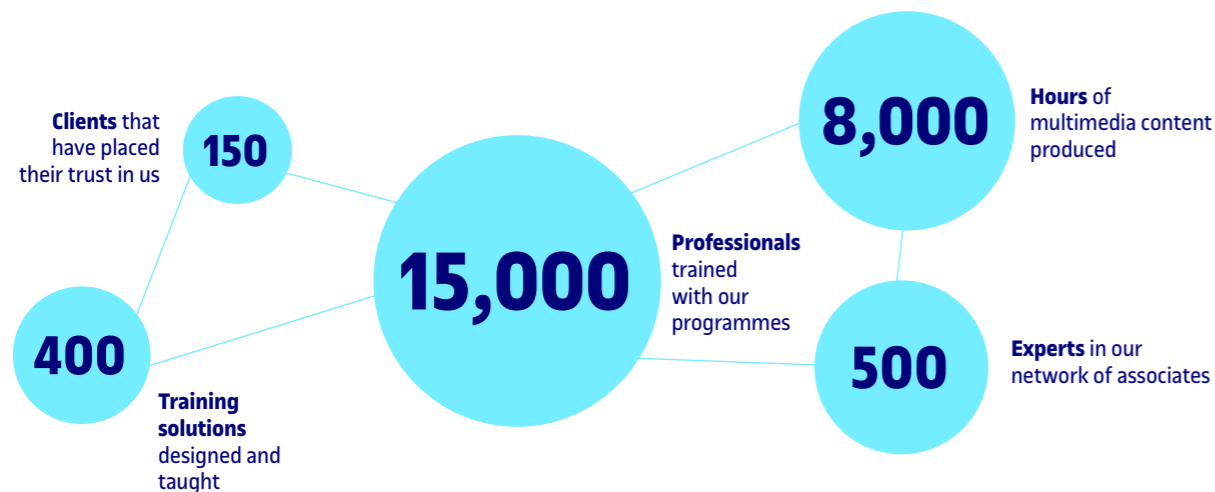 Clients that
have placed
their trust in us
150
400
Training
solutions
designed and
taught
15,000
Professionals
trained
with our
programmes
8,000
Hours of
multimedia content
produced
500
Experts in our
network of associates